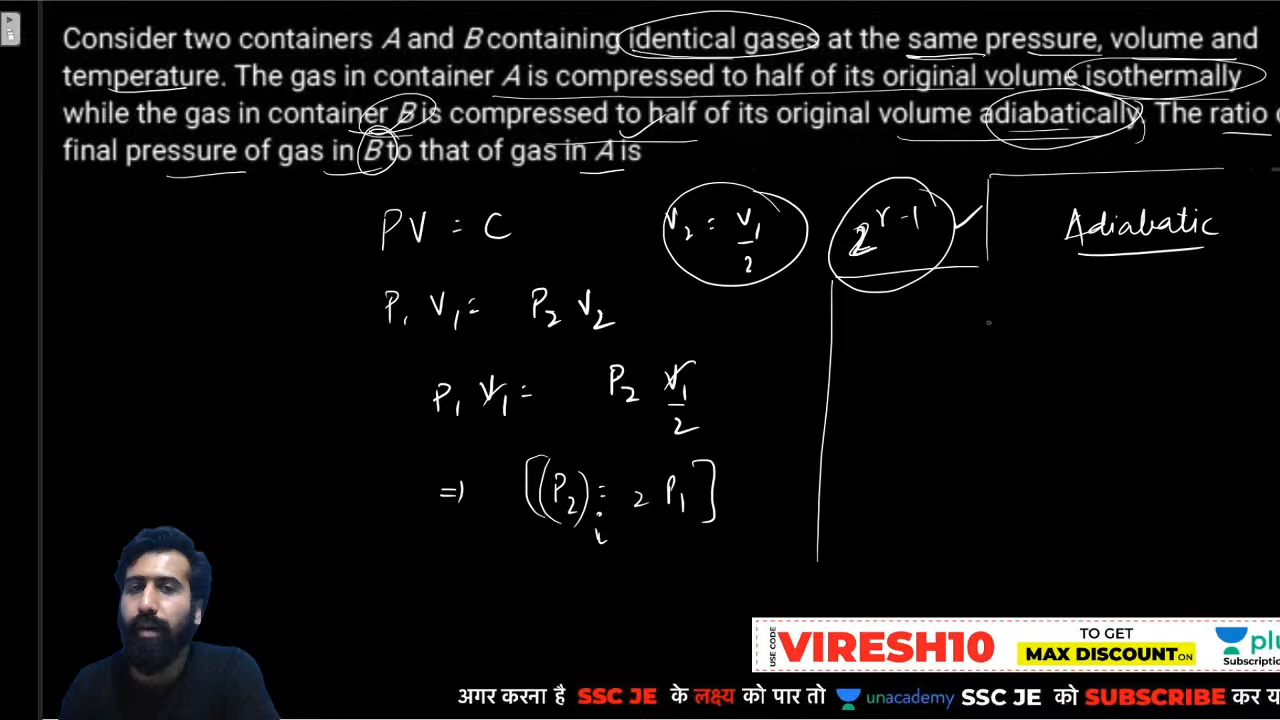 Consider two containers A and B containing identical gases at the same pressure, volume and
temperature. The gas in container A is compressed to half of its original volume isothermally
while the gas in container B is compressed to half of its original volume adiabatically. The ratio
final pressure of gas in B to that of gas in A is
PV = C
V₂ = V₁/2
2^(γ-1)
Adiabatic
P₁ V₁ = P₂ V₂
P₁ V₁ = P₂ V₁/2
⇒ [(P₂)i = 2 P₁]
USE CODE
VIRESH10
TO GET
MAX DISCOUNT ON
Subscription
अगर करना है SSC JE के लक्ष्य को पार तो unacademy SSC JE को SUBSCRIBE कर